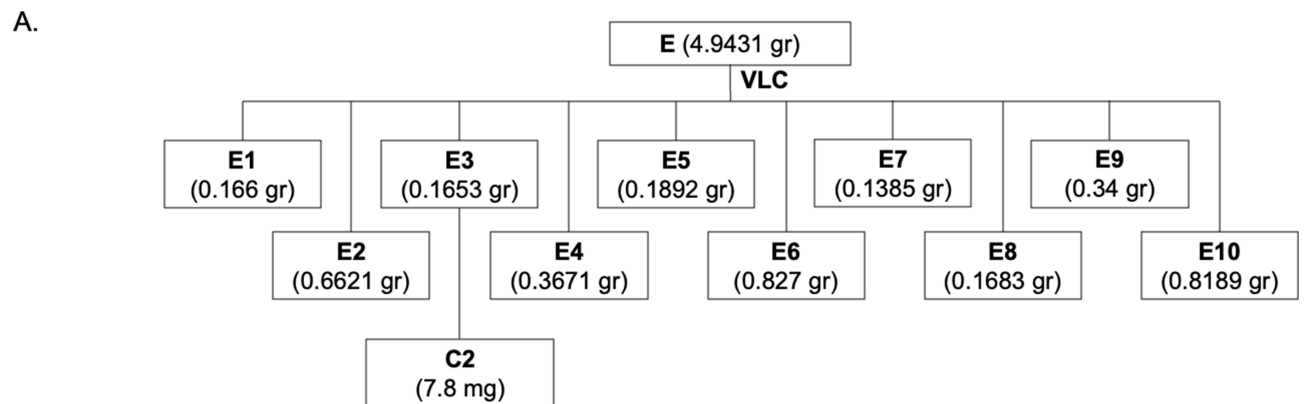 A.
E (4.9431 gr)
VLC
E1
(0.166 gr)
E3
(0.1653 gr)
E5
(0.1892 gr)
E7
(0.1385 gr)
E9
(0.34 gr)
E2
(0.6621 gr)
E4
(0.3671 gr)
E6
(0.827 gr)
E8
(0.1683 gr)
E10
(0.8189 gr)
C2
(7.8 mg)